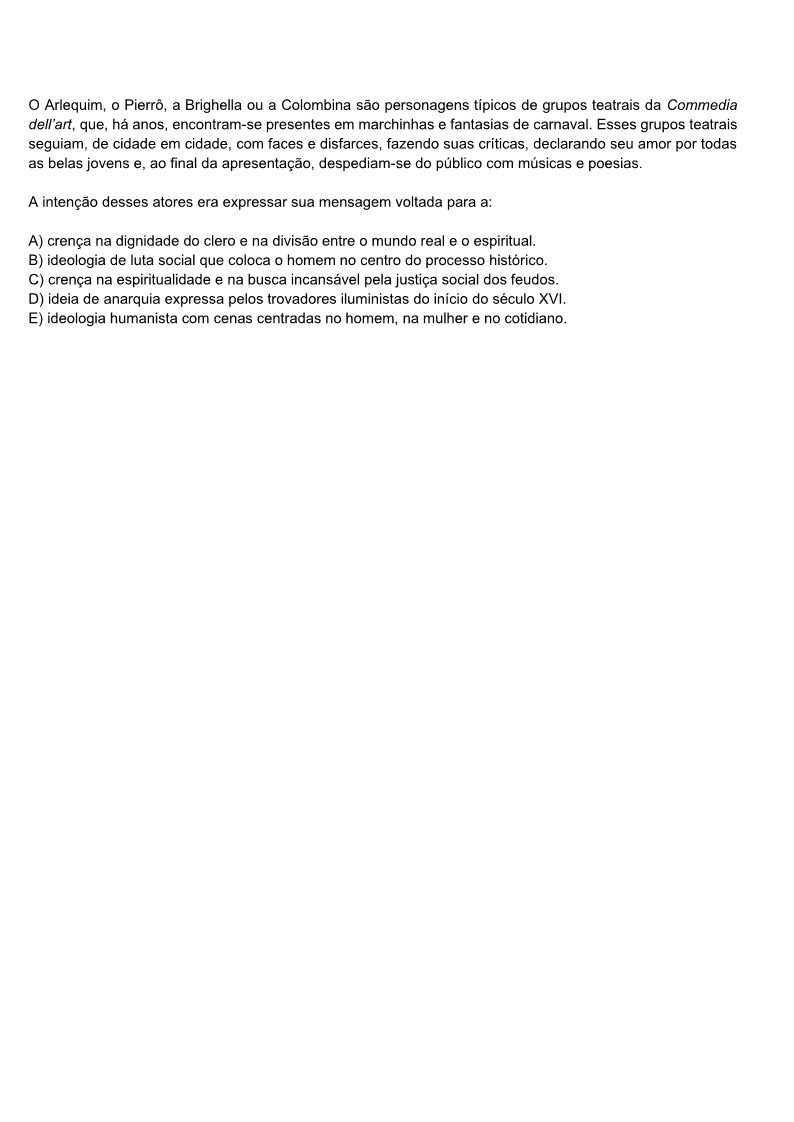 O Arlequim, o Pierrô, a Brighella ou a Colombina são personagens típicos de grupos teatrais da Commedia
dell’art, que, há anos, encontram-se presentes em marchinhas e fantasias de carnaval. Esses grupos teatrais
seguiam, de cidade em cidade, com faces e disfarces, fazendo suas críticas, declarando seu amor por todas
as belas jovens e, ao final da apresentação, despediam-se do público com músicas e poesias.
A intenção desses atores era expressar sua mensagem voltada para a:
A) crença na dignidade do clero e na divisão entre o mundo real e o espiritual.
B) ideologia de luta social que coloca o homem no centro do processo histórico.
C) crença na espiritualidade e na busca incansável pela justiça social dos feudos.
D) ideia de anarquia expressa pelos trovadores iluministas do início do século XVI.
E) ideologia humanista com cenas centradas no homem, na mulher e no cotidiano.